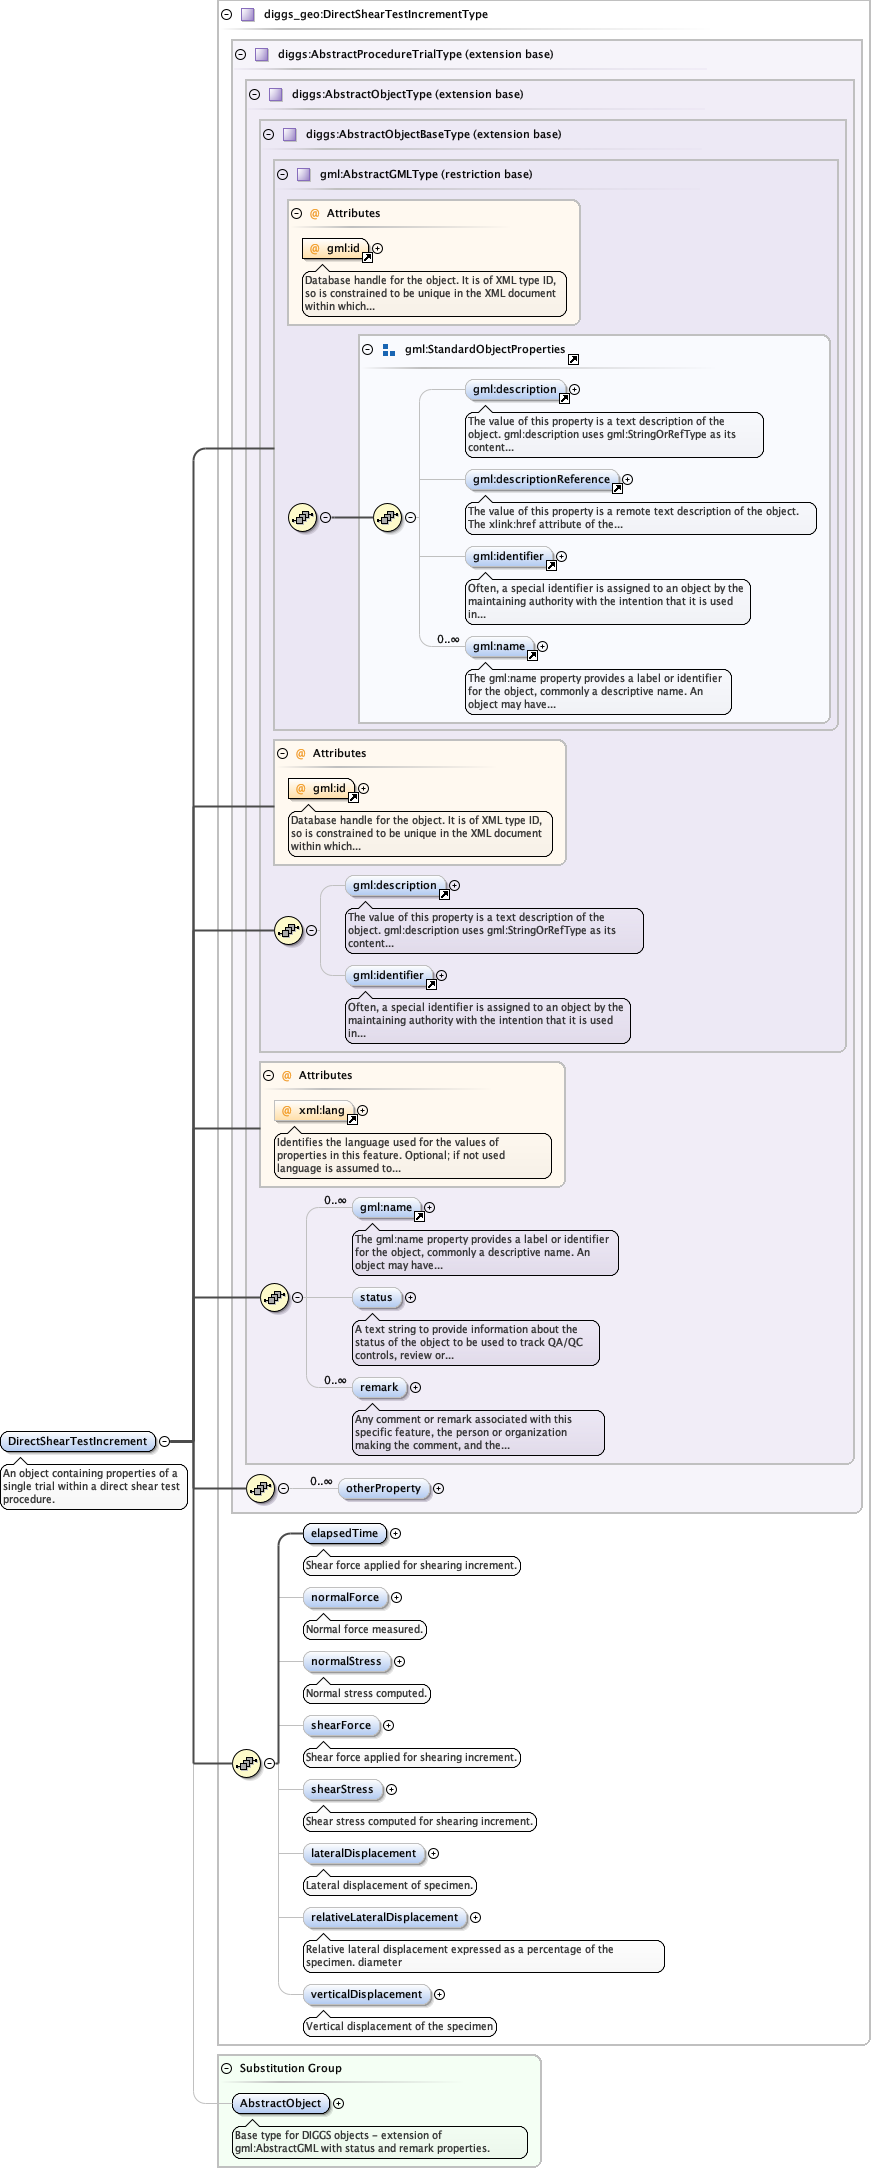 diggs_geo:DirectShearTestIncrementType
diggs:AbstractProcedureTrialType (extension base)
diggs:AbstractObjectType (extension base)
diggs:AbstractObjectBaseType (extension base)
gml:AbstractGMLType (restriction base)
@ Attributes
@ gml:id
Database handle for the object. It is of XML type ID,
so is constrained to be unique in the XML document
within which...
gml:StandardObjectProperties
gml:description
The value of this property is a text description of the
object. gml:description uses gml:StringOrRefType as its
content...
gml:descriptionReference
The value of this property is a remote text description of the object.
The xlink:href attribute of the...
gml:identifier
Often, a special identifier is assigned to an object by the
maintaining authority with the intention that it is used
in...
0..∞
gml:name
The gml:name property provides a label or identifier
for the object, commonly a descriptive name. An
object may have...
@ Attributes
@ gml:id
Database handle for the object. It is of XML type ID,
so is constrained to be unique in the XML document
within which...
gml:description
The value of this property is a text description of the
object. gml:description uses gml:StringOrRefType as its
content...
gml:identifier
Often, a special identifier is assigned to an object by the
maintaining authority with the intention that it is used
in...
@ Attributes
@ xml:lang
Identifies the language used for the values of
properties in this feature. Optional; if not used
language is assumed to...
0..∞
gml:name
The gml:name property provides a label or identifier
for the object, commonly a descriptive name. An
object may have...
status
A text string to provide information about the
status of the object to be used to track QA/QC
controls, review or...
0..∞
remark
Any comment or remark associated with this
specific feature, the person or organization
making the comment, and the...
DirectShearTestIncrement
An object containing properties of a
single trial within a direct shear test
procedure.
0..∞
otherProperty
elapsedTime
Shear force applied for shearing increment.
normalForce
Normal force measured.
normalStress
Normal stress computed.
shearForce
Shear force applied for shearing increment.
shearStress
Shear stress computed for shearing increment.
lateralDisplacement
Lateral displacement of specimen.
relativeLateralDisplacement
Relative lateral displacement expressed as a percentage of the
specimen. diameter
verticalDisplacement
Vertical displacement of the specimen
Substitution Group
AbstractObject
Base type for DIGGS objects - extension of
gml:AbstractGML with status and remark properties.